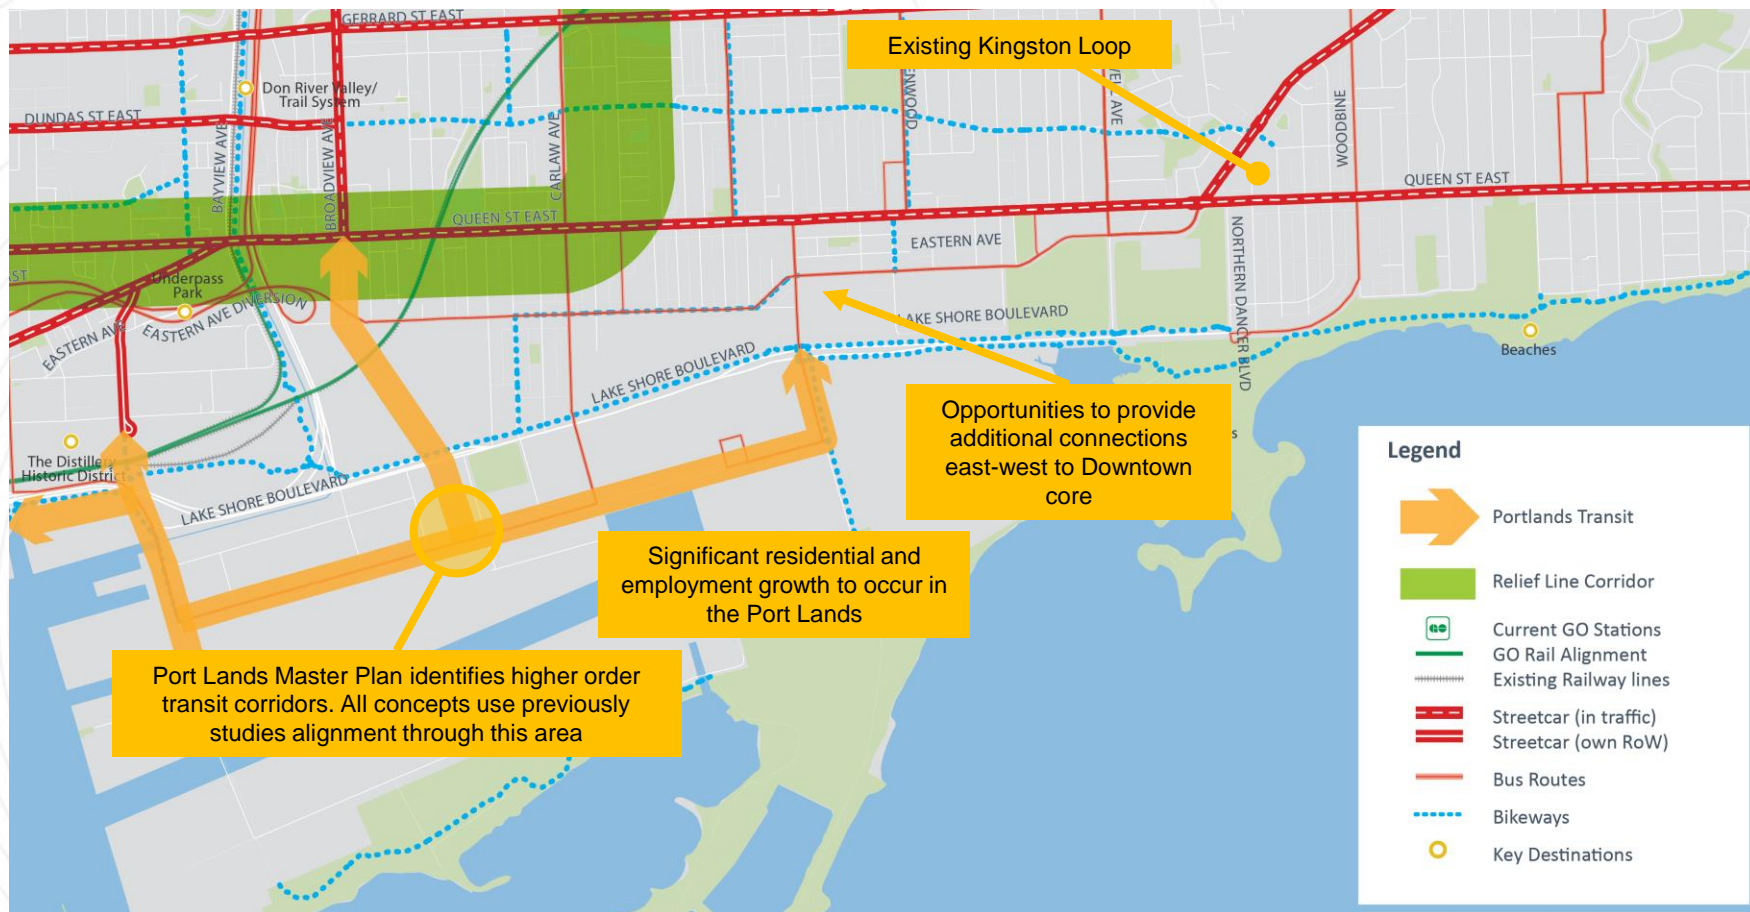 GERRARD ST EAST
Existing Kingston Loop
Don River Valley/
Trail System
DUNDAS ST EAST
BAYVIEW AVE
BROADVIEW AVE
CARLAW AVE
WOODBINE
QUEEN ST EAST
QUEEN ST EAST
EASTERN AVE
NORTHERN DANCER BLVD
Underpass
Park
EASTERN AVE DIVERSION
EASTERN AVE
LAKE SHORE BOULEVARD
LAKE SHORE BOULEVARD
Beaches
Opportunities to provide
additional connections
east-west to Downtown
core
The Distillery
Historic District
LAKE SHORE BOULEVARD
Significant residential and
employment growth to occur in
the Port Lands
Port Lands Master Plan identifies higher order
transit corridors. All concepts use previously
studies alignment through this area
Legend
Portlands Transit
Relief Line Corridor
Current GO Stations
GO Rail Alignment
Existing Railway lines
Streetcar (in traffic)
Streetcar (own RoW)
Bus Routes
Bikeways
Key Destinations